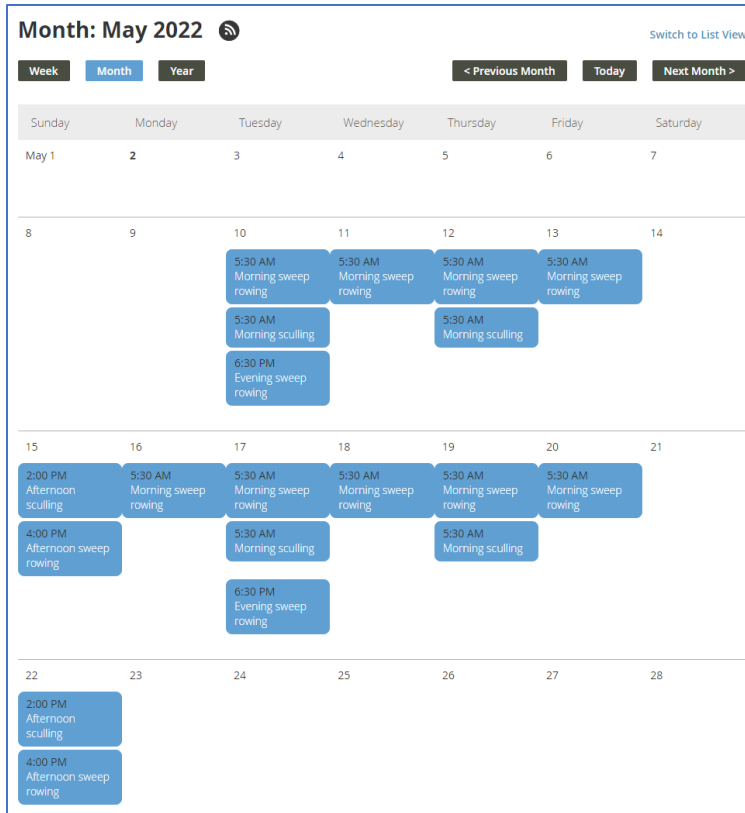 Month: May 2022
Switch to List View
Week Month Year < Previous Month Today Next Month >
Sunday Monday Tuesday Wednesday Thursday Friday Saturday
May 1 2 3 4 5 6 7
8 9 10 11 12 13 14
5:30 AM 5:30 AM 5:30 AM 5:30 AM
Morning sweep Morning sweep Morning sweep Morning sweep
rowing rowing rowing rowing
5:30 AM 5:30 AM
Morning sculling Morning sculling
6:30 PM
Evening sweep
rowing
15 16 17 18 19 20 21
2:00 PM 5:30 AM 5:30 AM 5:30 AM 5:30 AM 5:30 AM
Afternoon Morning sweep Morning sweep Morning sweep Morning sweep Morning sweep
sculling rowing rowing rowing rowing rowing
4:00 PM 5:30 AM 5:30 AM
Afternoon sweep Morning sculling Morning sculling
rowing
6:30 PM
Evening sweep
rowing
22 23 24 25 26 27 28
2:00 PM
Afternoon
sculling
4:00 PM
Afternoon sweep
rowing